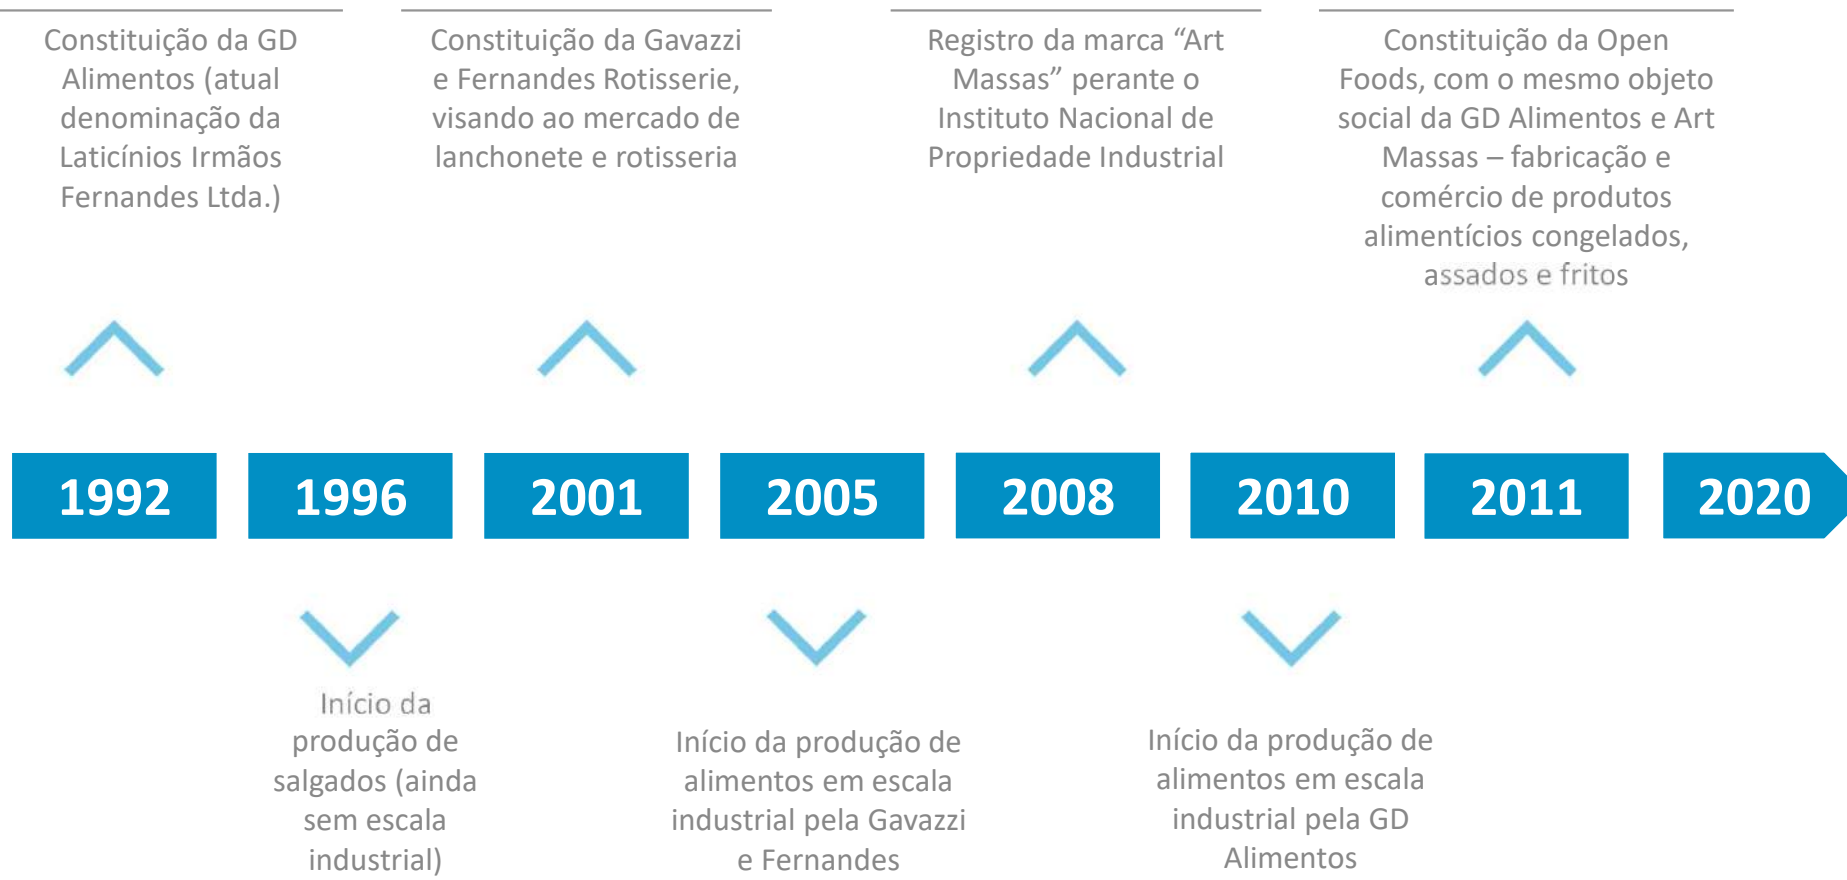 Constituição da GD
Alimentos (atual
denominação da
Laticínios Irmãos
Fernandes Ltda.)
Constituição da Gavazzi
e Fernandes Rotisserie,
visando ao mercado de
lanchonete e rotisseria
Registro da marca “Art
Massas” perante o
Instituto Nacional de
Propriedade Industrial
Constituição da Open
Foods, com o mesmo objeto
social da GD Alimentos e Art
Massas – fabricação e
comércio de produtos
alimentícios congelados,
assados e fritos
1992
1996
2001
2005
2008
2010
2011
2020
Início da
produção de
salgados (ainda
sem escala
industrial)
Início da produção de
alimentos em escala
industrial pela Gavazzi
e Fernandes
Início da produção de
alimentos em escala
industrial pela GD
Alimentos